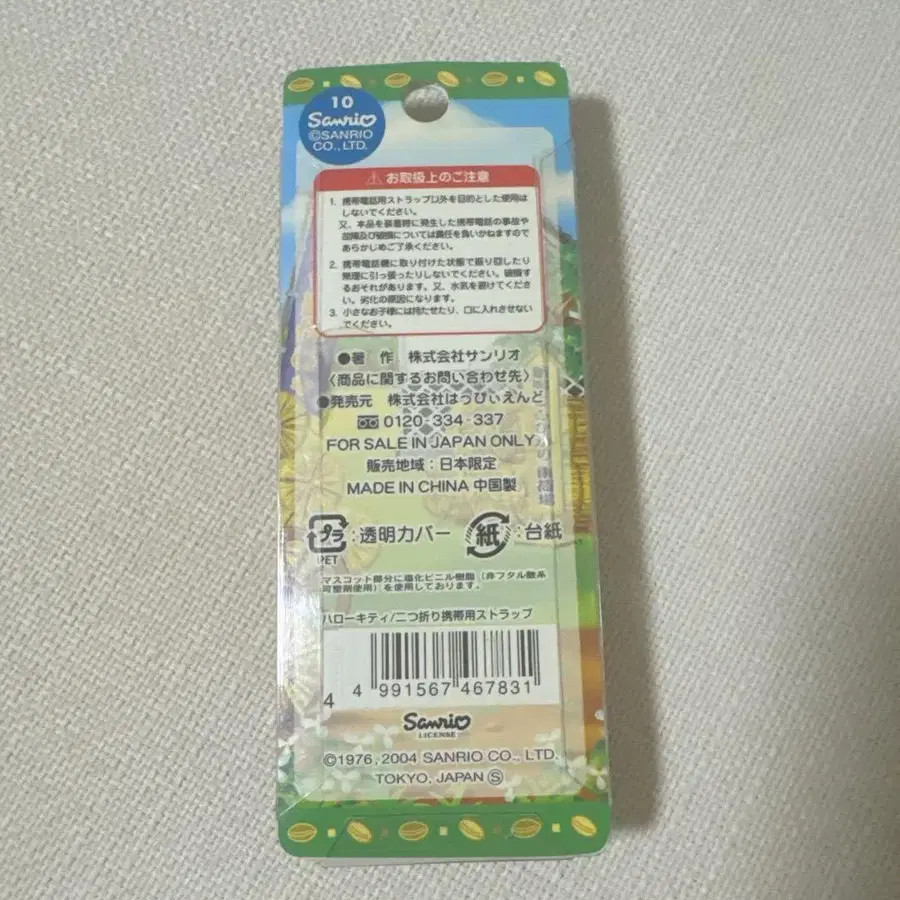 10
Sanrio
©SANRIO
CO., LTD.
⚠ お取扱上のご注意
1. 携帯電話用ストラップ以外を目的とした使用は
しないでください。
又、本品を装着時に発生した携帯電話の事故や
故障及び破損については責任を負いかねますので
あらかじめご了承ください。
2. 携帯電話機に取り付けた状態で振り回したり
無理に引っ張ったりしないでください。破損す
るおそれがあります。又、水気を避けてくださ
い。劣化の原因になります。
3. 小さなお子様には持たせたり、口に入れさせない
でください。
●著 作 株式会社サンリオ
〈商品に関するお問い合わせ先〉
●発売元 株式会社はっぴぃえんど
0120-334-337
FOR SALE IN JAPAN ONLY
販売地域：日本限定
MADE IN CHINA 中国製
プラ:透明カバー 紙:台紙
PET
マスコット部分に塩化ビニル樹脂（非フタル酸系
可塑剤使用）を使用しております。
ハローキティ/二つ折り携帯用ストラップ
4 4 991567 467831
Sanrio
LICENSE
©1976, 2004 SANRIO CO., LTD.
TOKYO, JAPAN Ⓢ